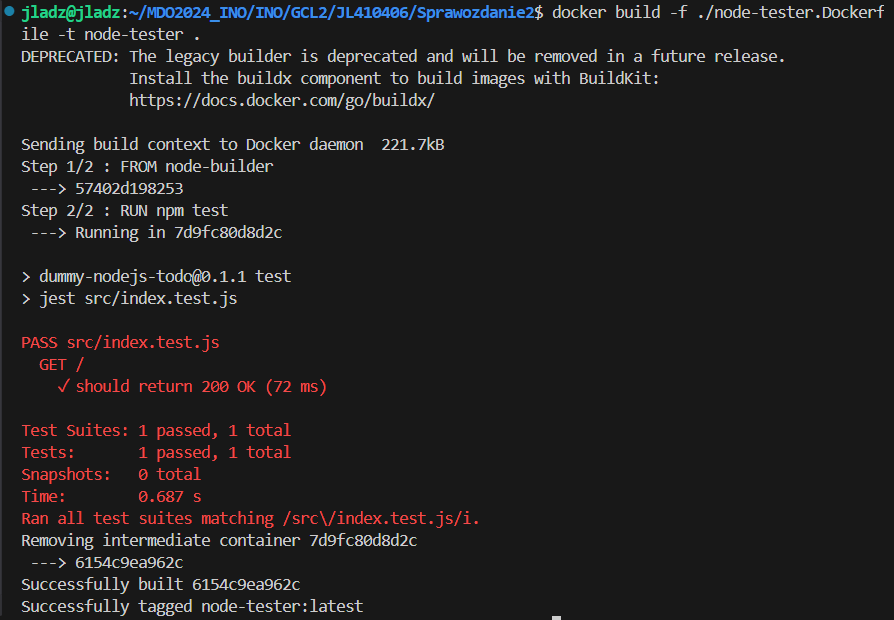 jladz@jladz:~/MDO2024_INO/INO/GCL2/JL410406/Sprawozdanie2$ docker build -f ./node-tester.Dockerf
ile -t node-tester .
DEPRECATED: The legacy builder is deprecated and will be removed in a future release.
            Install the buildx component to build images with BuildKit:
            https://docs.docker.com/go/buildx/

Sending build context to Docker daemon  221.7kB
Step 1/2 : FROM node-builder
 ---> 57402d198253
Step 2/2 : RUN npm test
 ---> Running in 7d9fc80d8d2c

> dummy-nodejs-todo@0.1.1 test
> jest src/index.test.js

PASS src/index.test.js
  GET /
    ✓ should return 200 OK (72 ms)

Test Suites: 1 passed, 1 total
Tests:       1 passed, 1 total
Snapshots:   0 total
Time:        0.687 s
Ran all test suites matching /src\/index.test.js/i.
Removing intermediate container 7d9fc80d8d2c
 ---> 6154c9ea962c
Successfully built 6154c9ea962c
Successfully tagged node-tester:latest